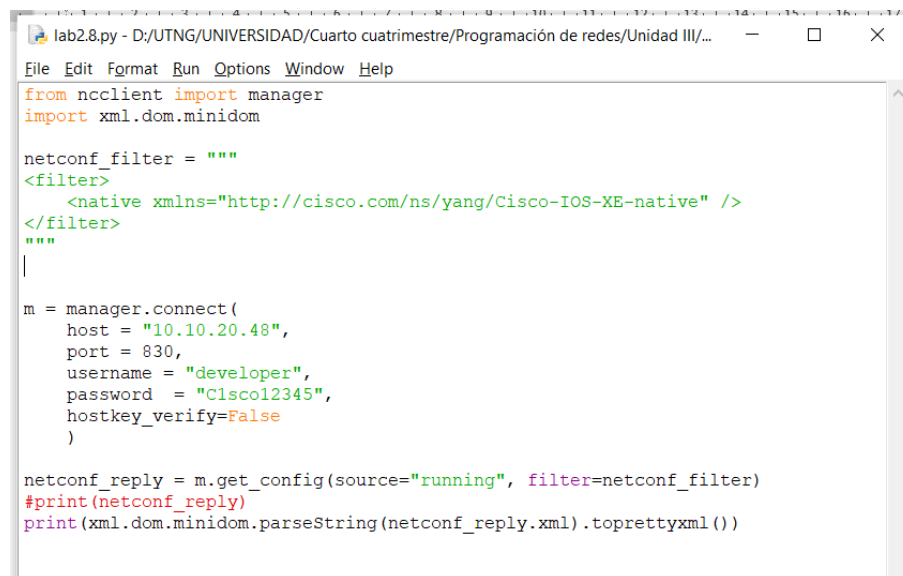 lab2.8.py - D:/UTNG/UNIVERSIDAD/Cuarto cuatrimestre/Programación de redes/Unidad III/...
File Edit Format Run Options Window Help
from ncclient import manager
import xml.dom.minidom

netconf_filter = """
<filter>
    <native xmlns="http://cisco.com/ns/yang/Cisco-IOS-XE-native" />
</filter>
"""

m = manager.connect(
    host = "10.10.20.48",
    port = 830,
    username = "developer",
    password  = "C1sco12345",
    hostkey_verify=False
    )

netconf_reply = m.get_config(source="running", filter=netconf_filter)
#print(netconf_reply)
print(xml.dom.minidom.parseString(netconf_reply.xml).toprettyxml())